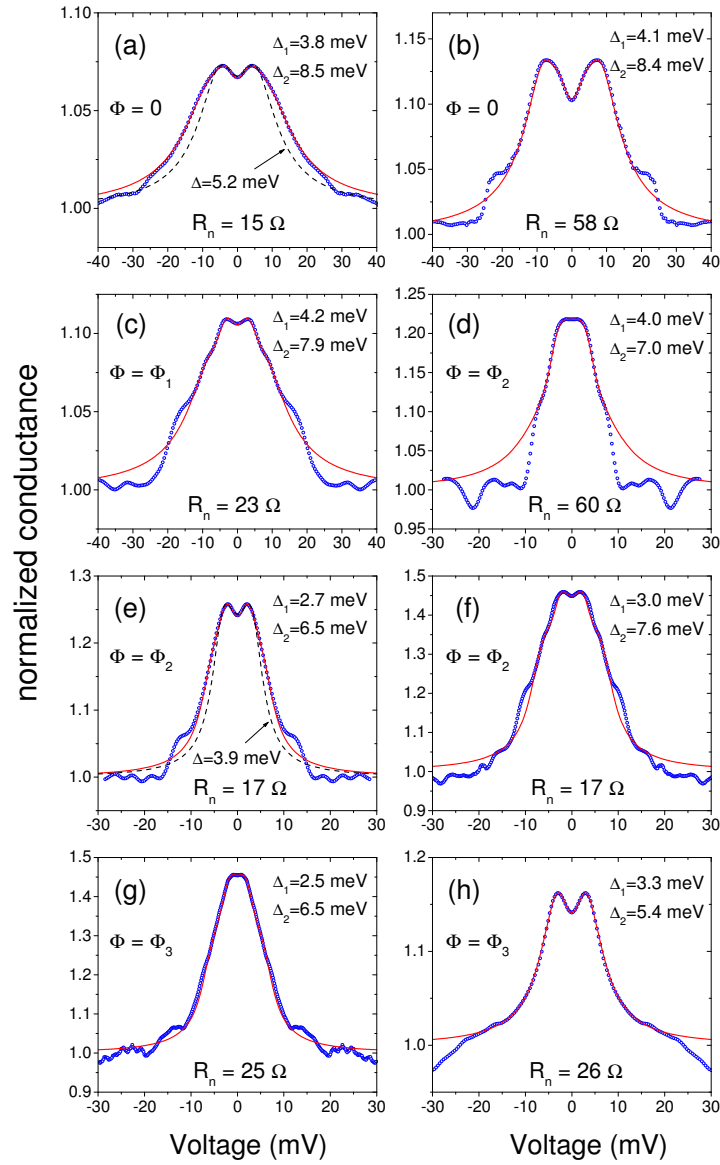 normalized conductance
(a)
Δ₁=3.8 meV
Δ₂=8.5 meV
Φ = 0
Δ=5.2 meV
Rₙ = 15 Ω
1.15
1.10
1.05
1.00
-40 -30 -20 -10 0 10 20 30 40
(b)
Δ₁=4.1 meV
Δ₂=8.4 meV
Φ = 0
Rₙ = 58 Ω
1.15
1.10
1.05
1.00
-40 -30 -20 -10 0 10 20 30 40
(c)
Δ₁=4.2 meV
Δ₂=7.9 meV
Φ = Φ₁
Rₙ = 23 Ω
1.10
1.05
1.00
-40 -30 -20 -10 0 10 20 30 40
(d)
Δ₁=4.0 meV
Δ₂=7.0 meV
Φ = Φ₂
Rₙ = 60 Ω
1.25
1.20
1.15
1.10
1.05
1.00
0.95
-30 -20 -10 0 10 20 30
(e)
Δ₁=2.7 meV
Δ₂=6.5 meV
Φ = Φ₂
Δ=3.9 meV
Rₙ = 17 Ω
1.3
1.2
1.1
1.0
-30 -20 -10 0 10 20 30
(f)
Δ₁=3.0 meV
Δ₂=7.6 meV
Φ = Φ₂
Rₙ = 17 Ω
1.5
1.4
1.3
1.2
1.1
1.0
0.9
-30 -20 -10 0 10 20 30
(g)
Δ₁=2.5 meV
Δ₂=6.5 meV
Φ = Φ₃
Rₙ = 25 Ω
1.5
1.4
1.3
1.2
1.1
1.0
0.9
-30 -20 -10 0 10 20 30
Voltage (mV)
(h)
Δ₁=3.3 meV
Δ₂=5.4 meV
Φ = Φ₃
Rₙ = 26 Ω
1.2
1.1
1.0
-30 -20 -10 0 10 20 30
Voltage (mV)